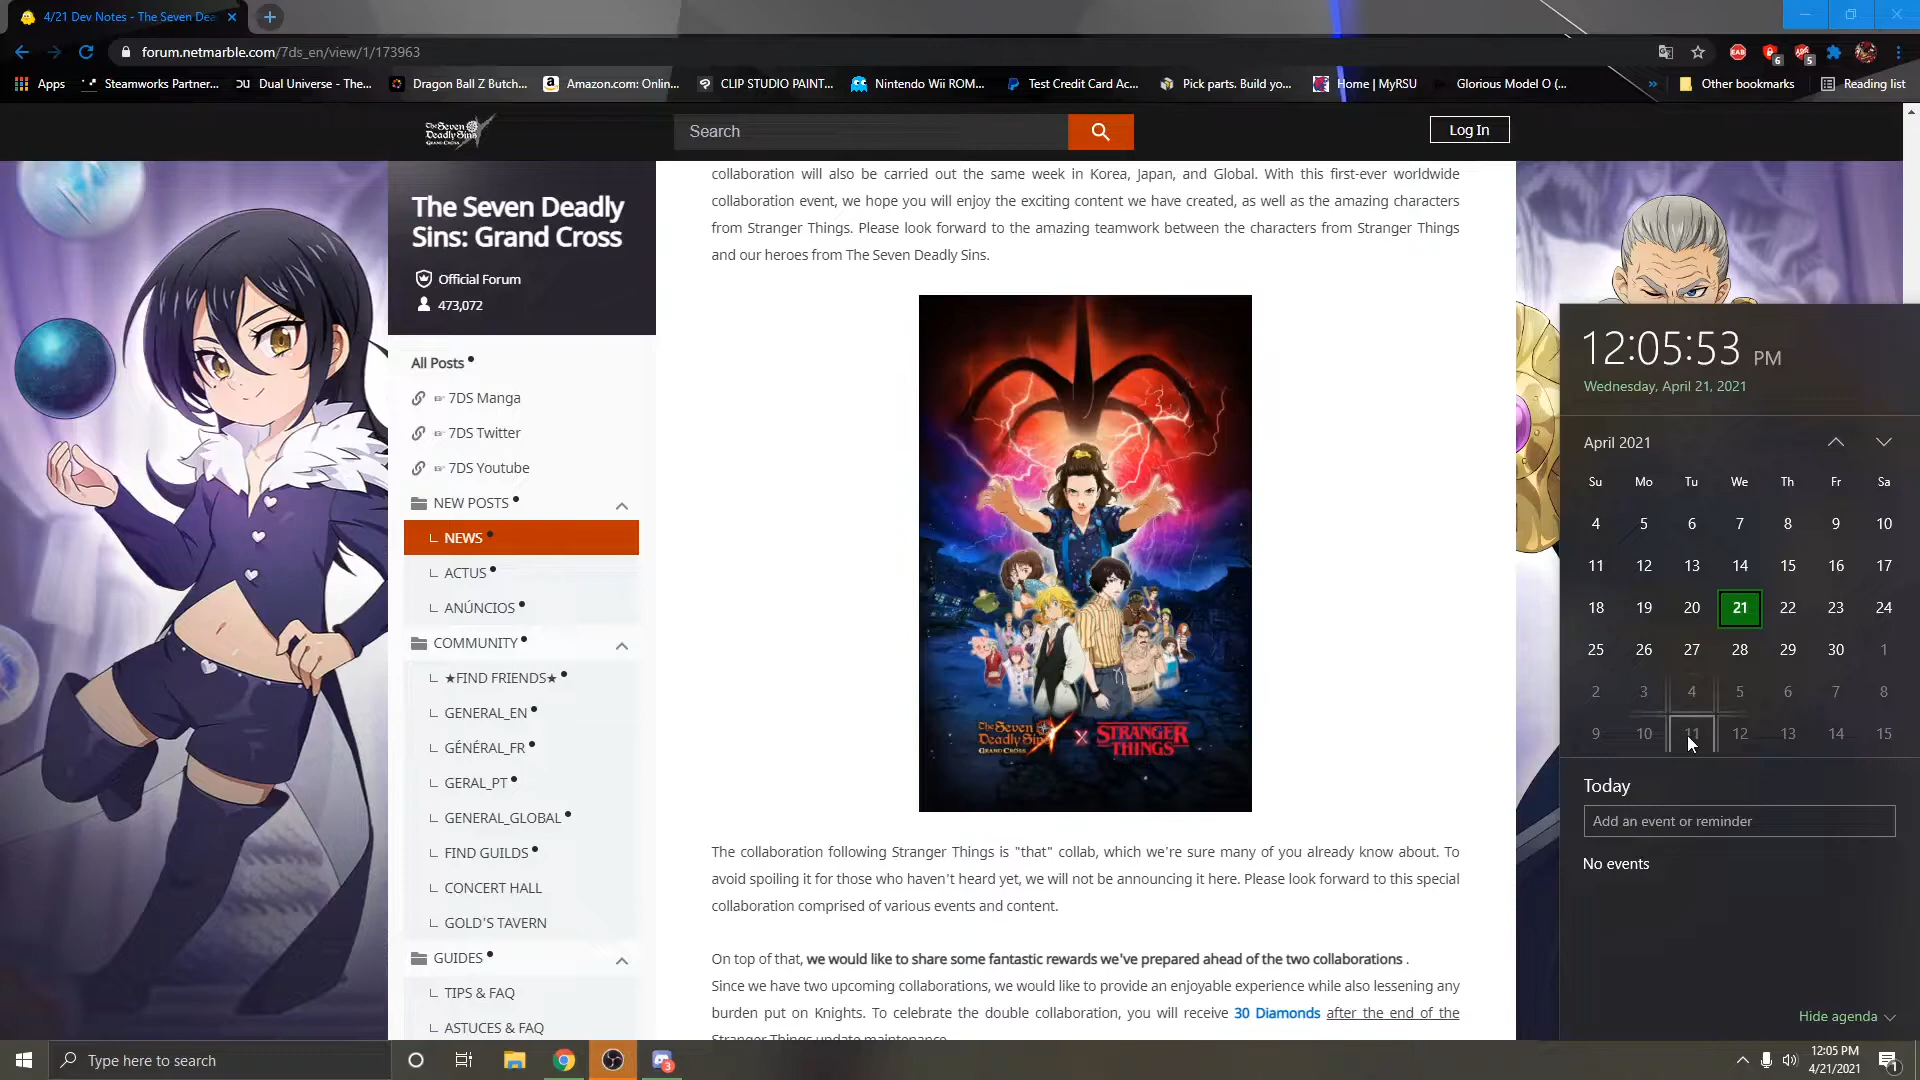 4/21 Dev Notes - The Seven Dea
forum.netmarble.com/7ds_en/view/1/173963
6
5
Apps
Steamworks Partner...
Dual Universe - The...
Dragon Ball Z Butch...
Amazon.com: Onlin...
CLIP STUDIO PAINT...
Nintendo Wii ROM...
Test Credit Card Ac...
Pick parts. Build yo...
Home | MyRSU
Glorious Model O (...
»
Other bookmarks
Reading list
The Seven Deadly Sins GRAND CROSS
Search
Log In
The Seven Deadly
Sins: Grand Cross
Official Forum
473,072
All Posts
☞ 7DS Manga
☞ 7DS Twitter
☞ 7DS Youtube
NEW POSTS
NEWS
ACTUS
ANÚNCIOS
COMMUNITY
★FIND FRIENDS★
GENERAL_EN
GÉNÉRAL_FR
GERAL_PT
GENERAL_GLOBAL
FIND GUILDS
CONCERT HALL
GOLD'S TAVERN
GUIDES
TIPS & FAQ
ASTUCES & FAQ
collaboration will also be carried out the same week in Korea, Japan, and Global. With this first-ever worldwide
collaboration event, we hope you will enjoy the exciting content we have created, as well as the amazing characters
from Stranger Things. Please look forward to the amazing teamwork between the characters from Stranger Things
and our heroes from The Seven Deadly Sins.
The Seven
Deadly Sins
GRAND CROSS
X
STRANGER
THINGS
The collaboration following Stranger Things is "that" collab, which we're sure many of you already know about. To
avoid spoiling it for those who haven't heard yet, we will not be announcing it here. Please look forward to this special
collaboration comprised of various events and content.
On top of that, we would like to share some fantastic rewards we've prepared ahead of the two collaborations .
Since we have two upcoming collaborations, we would like to provide an enjoyable experience while also lessening any
burden put on Knights. To celebrate the double collaboration, you will receive 30 Diamonds after the end of the
Stranger Things update maintenance
12:05:53 PM
Wednesday, April 21, 2021
April 2021
Su Mo Tu We Th Fr Sa
4 5 6 7 8 9 10
11 12 13 14 15 16 17
18 19 20 21 22 23 24
25 26 27 28 29 30 1
2 3 4 5 6 7 8
9 10 11 12 13 14 15
Today
Add an event or reminder
No events
Hide agenda
Type here to search
3
12:05 PM
4/21/2021
1